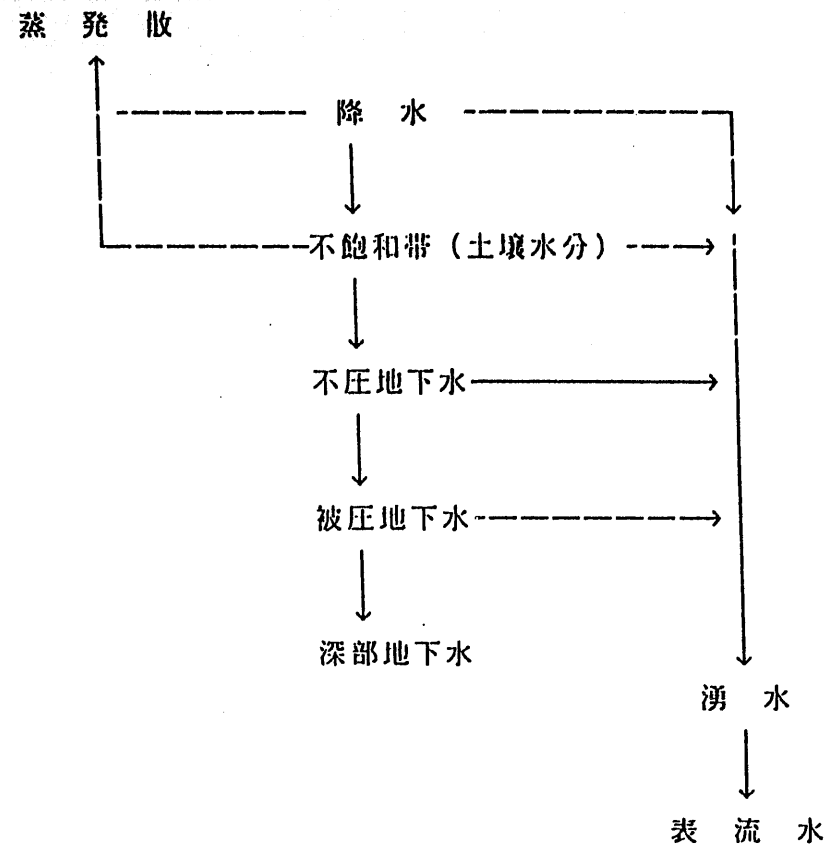 蒸発散
降水
不飽和帯(土壌水分)
不圧地下水
被圧地下水
深部地下水
湧水
表流水